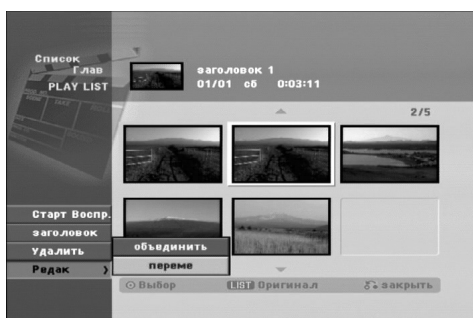 Список
Глав
PLAY LIST
заголовок 1
01/01 сб 0:03:11
2/5
Старт Воспр.
заголовок
Удалить
Редак
объединить
переме
Выбор LIST Оригинал закрыть